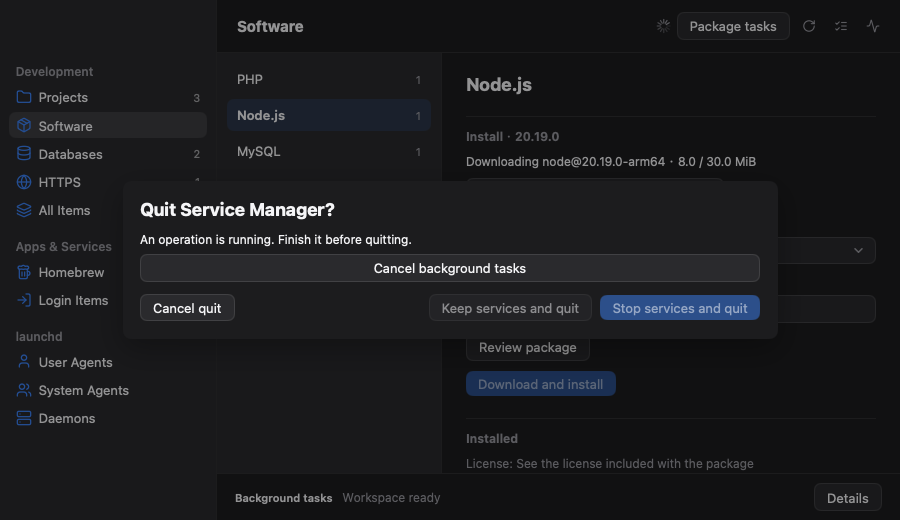 Software
Package tasks
Development
Projects 3
Software
Databases 2
HTTPS
All Items
Apps & Services
Homebrew
Login Items
launchd
User Agents
System Agents
Daemons
PHP 1
Node.js 1
MySQL 1
Node.js
Install · 20.19.0
Downloading node@20.19.0-arm64 · 8.0 / 30.0 MiB
Quit Service Manager?
An operation is running. Finish it before quitting.
Cancel background tasks
Cancel quit
Keep services and quit
Stop services and quit
Review package
Download and install
Installed
License: See the license included with the package
Background tasks Workspace ready
Details